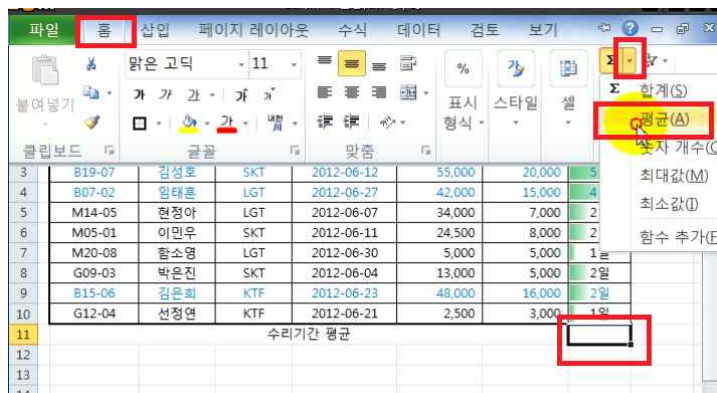 파일 홈 삽입 페이지 레이아웃 수식 데이터 검토 보기
맑은 고딕 11
Σ
%
가
붙여넣기
가 가 가
표시 형식
스타일
셀
가
내천
클립보드 글꼴 맞춤
Σ 합계(S)
평균(A)
숫자 개수(C
최대값(M)
최소값(I)
함수 추가(F
3 B19-07 김성호 SKT 2012-06-12 55,000 20,000 5
4 B07-02 임태훈 LGT 2012-06-27 42,000 15,000 4
5 M14-05 현정아 LGT 2012-06-07 34,000 7,000 2
6 M05-01 이민우 SKT 2012-06-11 24,500 8,000 2
7 M20-08 함소영 LGT 2012-06-30 5,000 5,000 1일
8 G09-03 박은진 SKT 2012-06-04 13,000 5,000 2일
9 B15-06 김은희 KTF 2012-06-23 48,000 16,000 2일
10 G12-04 선정연 KTF 2012-06-21 2,500 3,000 1일
11 수리기간 평균
12
13